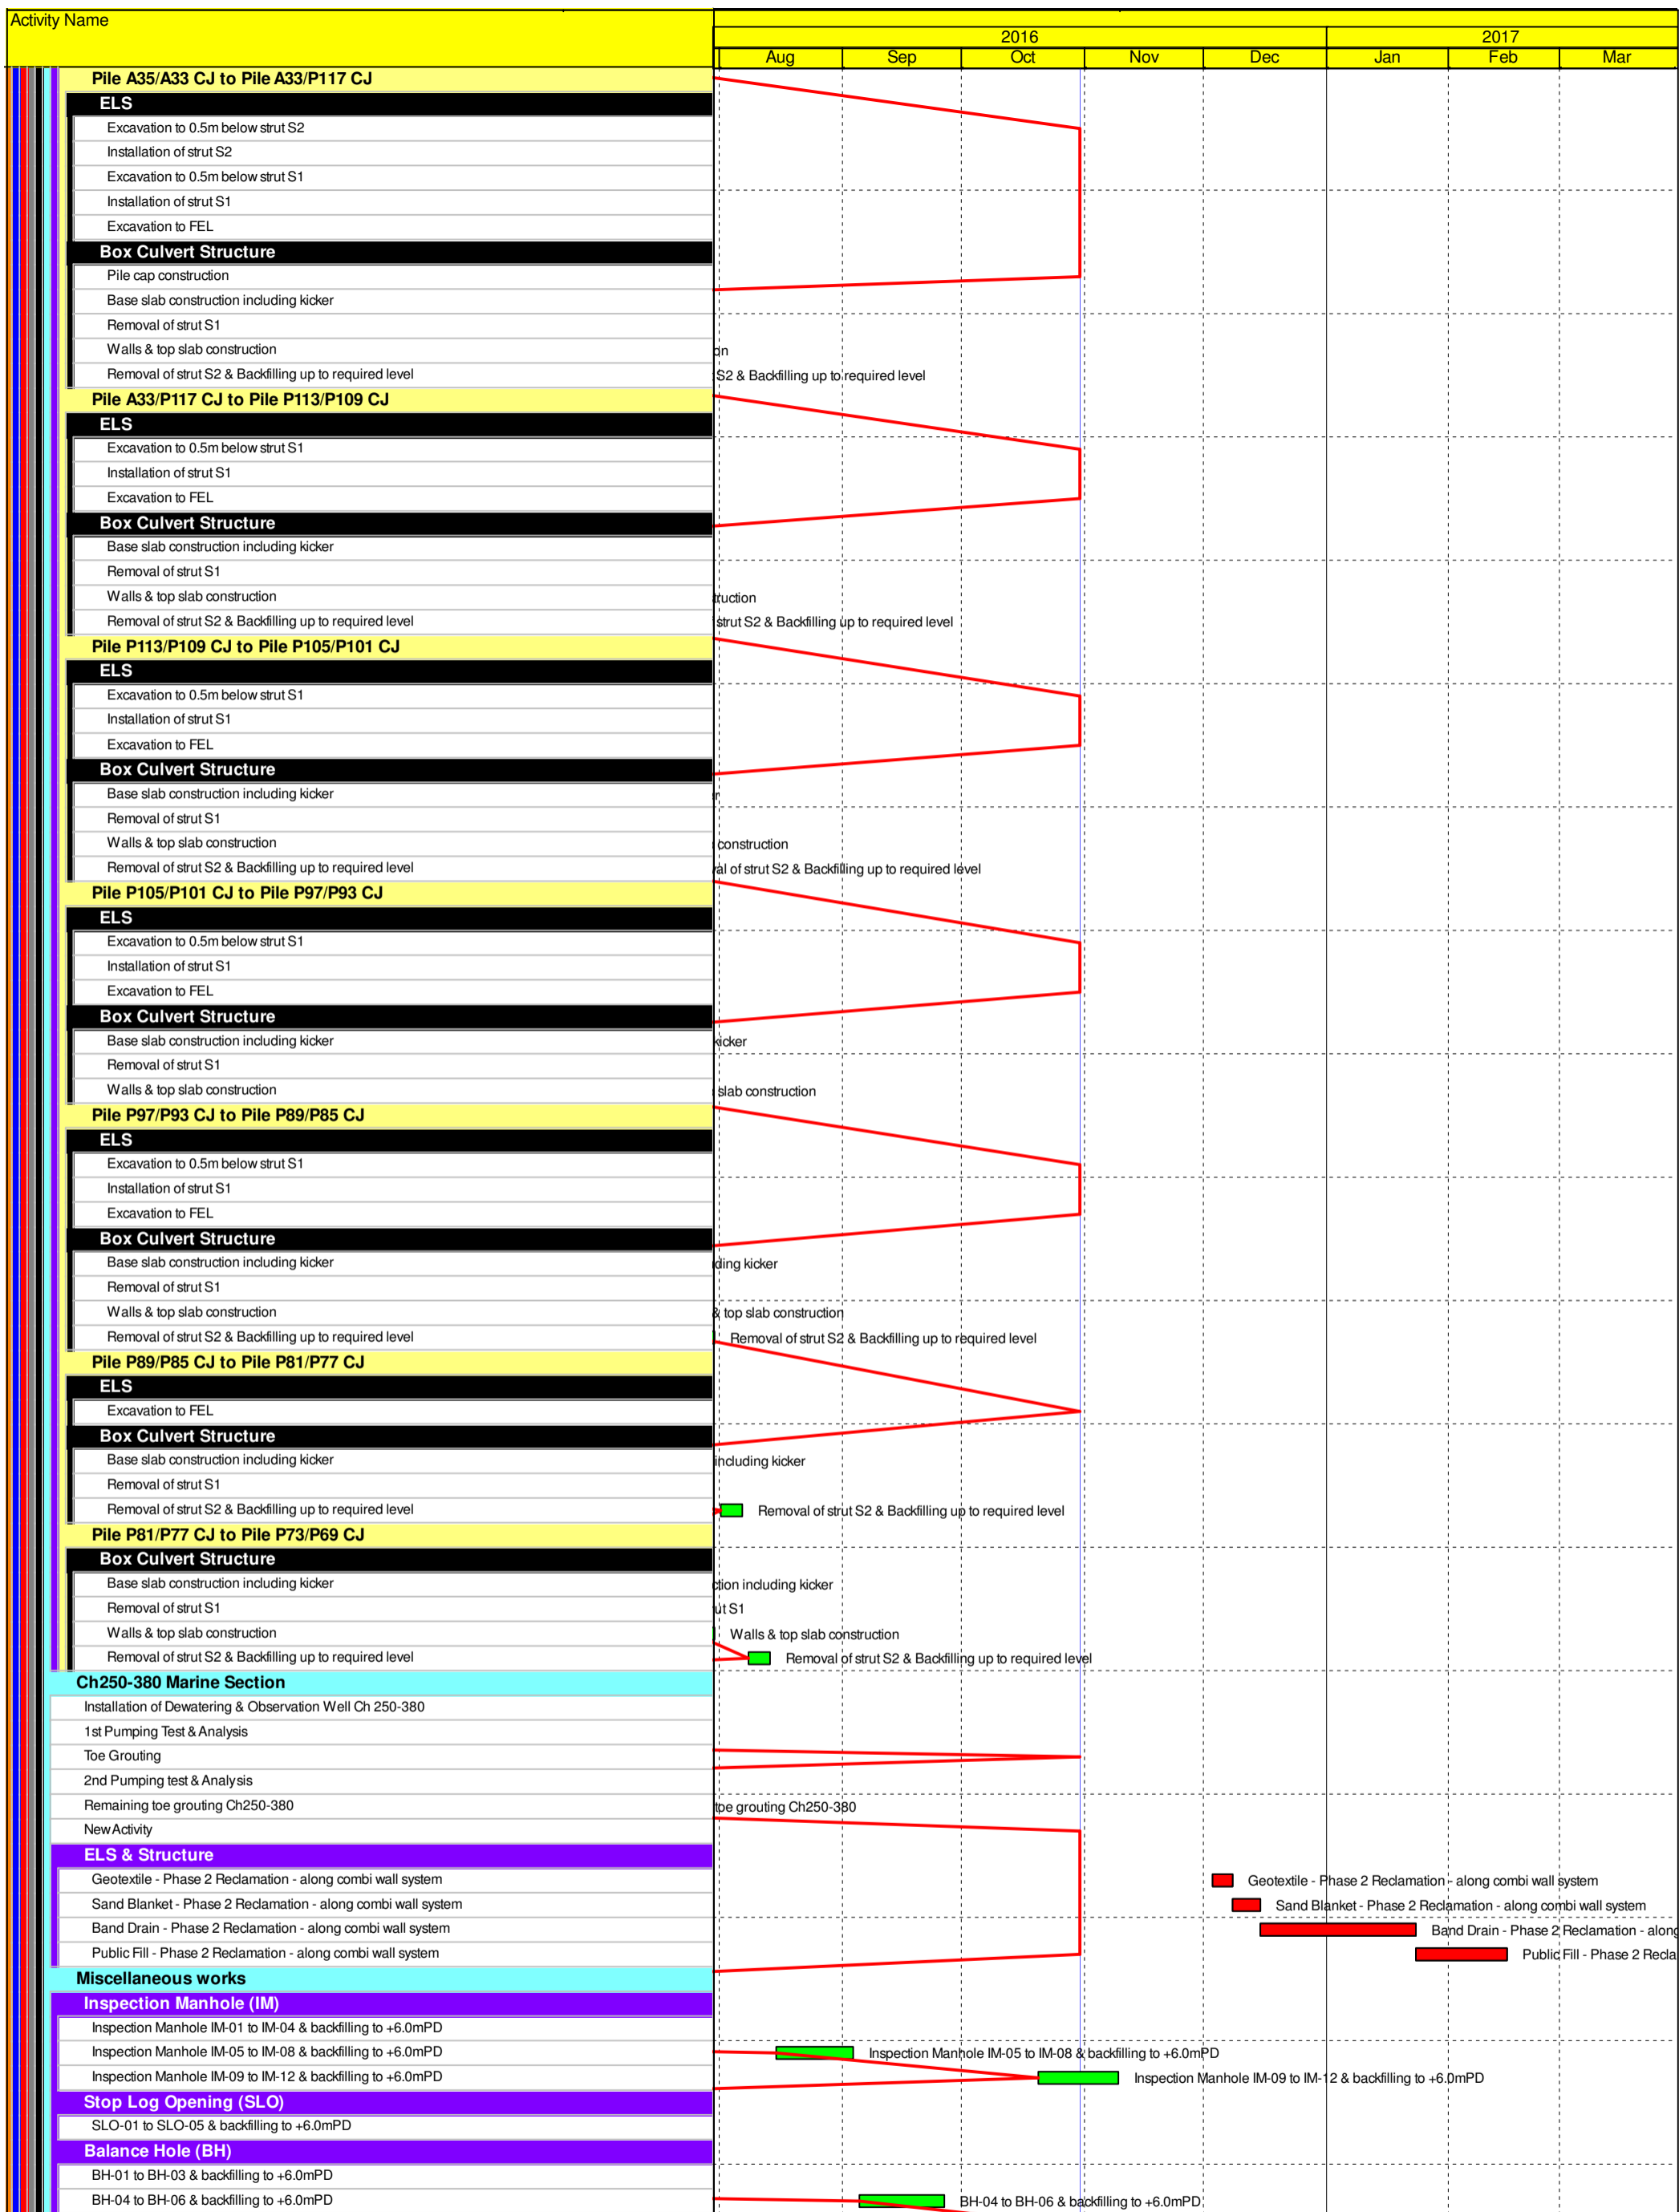 Activity Name
2016 2017
Aug Sep Oct Nov Dec Jan Feb Mar
Pile A35/A33 CJ to Pile A33/P117 CJ
ELS
Excavation to 0.5m below strut S2
Installation of strut S2
Excavation to 0.5m below strut S1
Installation of strut S1
Excavation to FEL
Box Culvert Structure
Pile cap construction
Base slab construction including kicker
Removal of strut S1
Walls & top slab construction on
Removal of strut S2 & Backfilling up to required level S2 & Backfilling up to required level
Pile A33/P117 CJ to Pile P113/P109 CJ
ELS
Excavation to 0.5m below strut S1
Installation of strut S1
Excavation to FEL
Box Culvert Structure
Base slab construction including kicker
Removal of strut S1
Walls & top slab construction truction
Removal of strut S2 & Backfilling up to required level strut S2 & Backfilling up to required level
Pile P113/P109 CJ to Pile P105/P101 CJ
ELS
Excavation to 0.5m below strut S1
Installation of strut S1
Excavation to FEL
Box Culvert Structure
Base slab construction including kicker
Removal of strut S1
Walls & top slab construction construction
Removal of strut S2 & Backfilling up to required level val of strut S2 & Backfilling up to required level
Pile P105/P101 CJ to Pile P97/P93 CJ
ELS
Excavation to 0.5m below strut S1
Installation of strut S1
Excavation to FEL
Box Culvert Structure
Base slab construction including kicker kicker
Removal of strut S1
Walls & top slab construction slab construction
Pile P97/P93 CJ to Pile P89/P85 CJ
ELS
Excavation to 0.5m below strut S1
Installation of strut S1
Excavation to FEL
Box Culvert Structure
Base slab construction including kicker ding kicker
Removal of strut S1
Walls & top slab construction & top slab construction
Removal of strut S2 & Backfilling up to required level Removal of strut S2 & Backfilling up to required level
Pile P89/P85 CJ to Pile P81/P77 CJ
ELS
Excavation to FEL
Box Culvert Structure
Base slab construction including kicker including kicker
Removal of strut S1
Removal of strut S2 & Backfilling up to required level Removal of strut S2 & Backfilling up to required level
Pile P81/P77 CJ to Pile P73/P69 CJ
Box Culvert Structure
Base slab construction including kicker ction including kicker
Removal of strut S1 ut S1
Walls & top slab construction Walls & top slab construction
Removal of strut S2 & Backfilling up to required level Removal of strut S2 & Backfilling up to required level
Ch250-380 Marine Section
Installation of Dewatering & Observation Well Ch 250-380
1st Pumping Test & Analysis
Toe Grouting
2nd Pumping test & Analysis
Remaining toe grouting Ch250-380 toe grouting Ch250-380
New Activity
ELS & Structure
Geotextile - Phase 2 Reclamation - along combi wall system Geotextile - Phase 2 Reclamation - along combi wall system
Sand Blanket - Phase 2 Reclamation - along combi wall system Sand Blanket - Phase 2 Reclamation - along combi wall system
Band Drain - Phase 2 Reclamation - along combi wall system Band Drain - Phase 2 Reclamation - along
Public Fill - Phase 2 Reclamation - along combi wall system Public Fill - Phase 2 Recla
Miscellaneous works
Inspection Manhole (IM)
Inspection Manhole IM-01 to IM-04 & backfilling to +6.0mPD
Inspection Manhole IM-05 to IM-08 & backfilling to +6.0mPD Inspection Manhole IM-05 to IM-08 & backfilling to +6.0mPD
Inspection Manhole IM-09 to IM-12 & backfilling to +6.0mPD Inspection Manhole IM-09 to IM-12 & backfilling to +6.0mPD
Stop Log Opening (SLO)
SLO-01 to SLO-05 & backfilling to +6.0mPD
Balance Hole (BH)
BH-01 to BH-03 & backfilling to +6.0mPD
BH-04 to BH-06 & backfilling to +6.0mPD BH-04 to BH-06 & backfilling to +6.0mPD